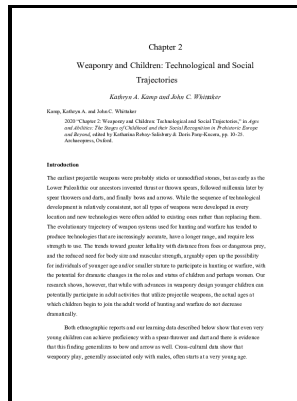 Chapter 2
Weaponry and Children: Technological and Social
Trajectories
Kathryn A. Kamp and John C. Whittaker
Kamp, Kathryn A. and John C. Whittaker
2020 “Chapter 2: Weaponry and Children: Technological and Social Trajectories,” in Ages
and Abilities: The Stages of Childhood and their Social Recognition in Prehistoric Europe
and Beyond, edited by Katharina Rebay-Salisbury & Doris Pany-Kucera, pp. 10-25.
Archaeopress, Oxford.
Introduction
The earliest projectile weapons were probably sticks or unmodified stones, but as early as the
Lower Paleolithic our ancestors invented thrust or thrown spears, followed millennia later by
spear throwers and darts, and finally bows and arrows. While the sequence of technological
development is relatively consistent, not all types of weapons were developed in every
location and new technologies were often added to existing ones rather than replacing them.
The evolutionary trajectory of weapon systems used for hunting and warfare has tended to
produce technologies that are increasingly accurate, have a longer range, and require less
strength to use. The trends toward greater lethality with distance from foes or dangerous prey,
and the reduced need for body size and muscular strength, arguably open up the possibility
for individuals of younger age and/or smaller stature to participate in hunting or warfare, with
the potential for dramatic changes in the roles and status of children and perhaps women. Our
research shows, however, that while with advances in weaponry design younger children can
potentially participate in adult activities that utilize projectile weapons, the actual ages at
which children begin to join the adult world of hunting and warfare do not decrease
dramatically.
Both ethnographic reports and our learning data described below show that even very
young children can achieve proficiency with a spear thrower and dart and there is evidence
that this finding generalizes to bow and arrow as well. Cross-cultural data show that
weaponry play, generally associated only with males, often starts at a very young age.